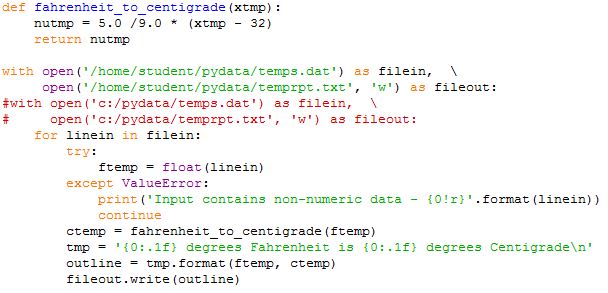 def fahrenheit_to_centigrade(xtmp):
    nutmp = 5.0 /9.0 * (xtmp - 32)
    return nutmp
with open('/home/student/pydata/temps.dat') as filein,  \
     open('/home/student/pydata/temprpt.txt', 'w') as fileout:
#with open('c:/pydata/temps.dat') as filein,  \
#     open('c:/pydata/temprpt.txt', 'w') as fileout:
    for linein in filein:
        try:
            ftemp = float(linein)
        except ValueError:
            print('Input contains non-numeric data - {0!r}'.format(linein))
            continue
        ctemp = fahrenheit_to_centigrade(ftemp)
        tmp = '{0:.1f} degrees Fahrenheit is {0:.1f} degrees Centigrade\n'
        outline = tmp.format(ftemp, ctemp)
        fileout.write(outline)